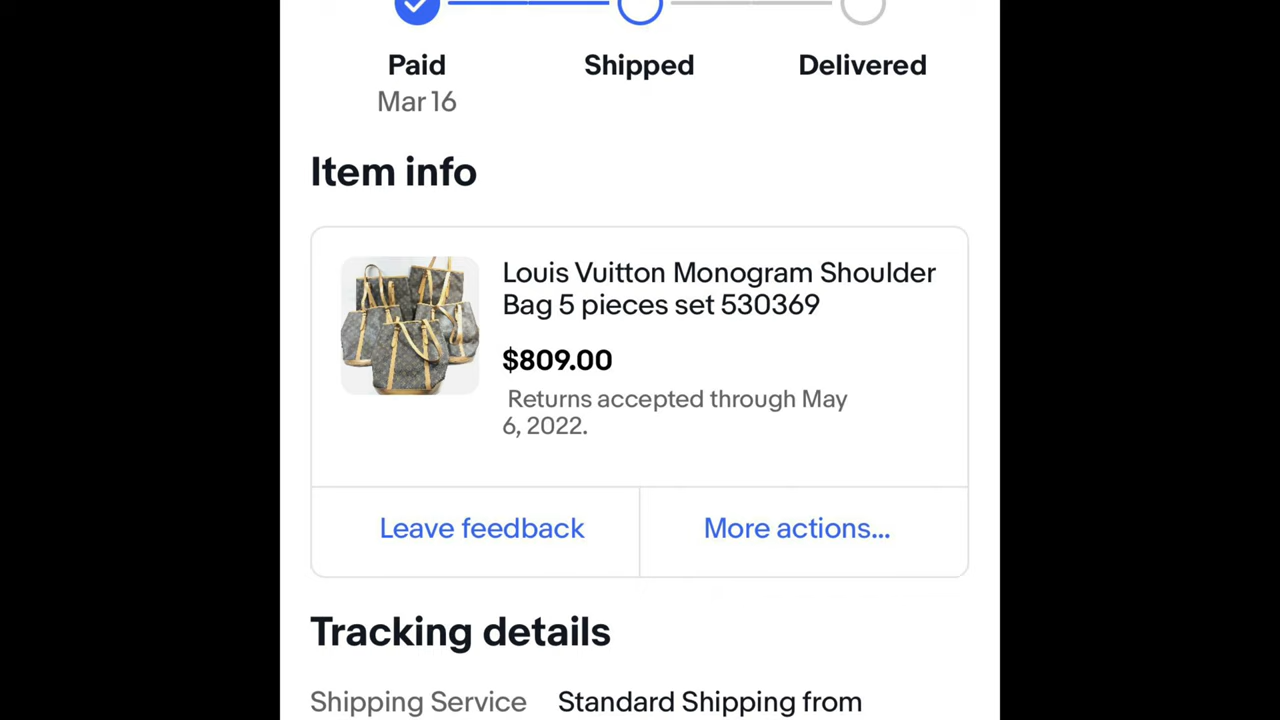 Paid
Shipped
Delivered
Mar 16
Item info
Louis Vuitton Monogram Shoulder
Bag 5 pieces set 530369
$809.00
Returns accepted through May
6, 2022.
Leave feedback
More actions...
Tracking details
Shipping Service
Standard Shipping from